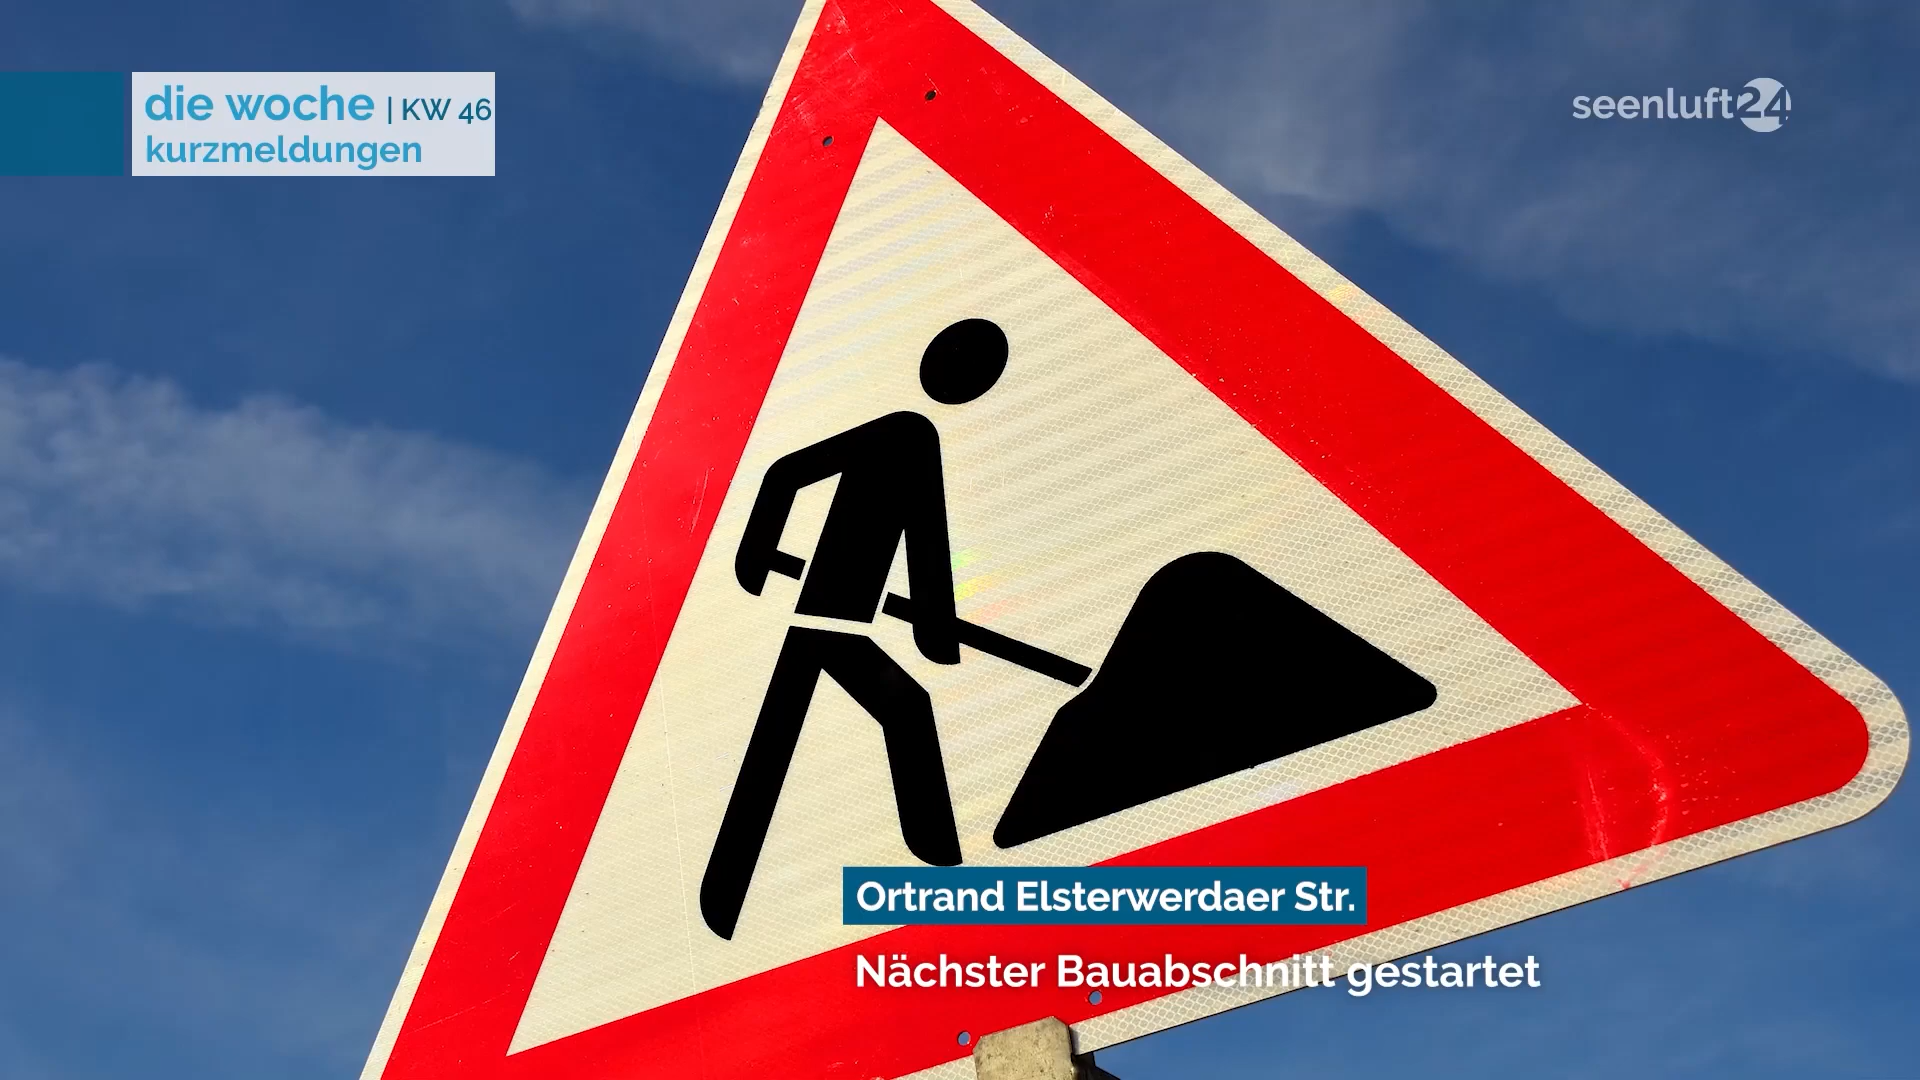 die woche | KW 46
kurzmeldungen
seenluft24
Ortrand Elsterwerdaer Str.
Nächster Bauabschnitt gestartet